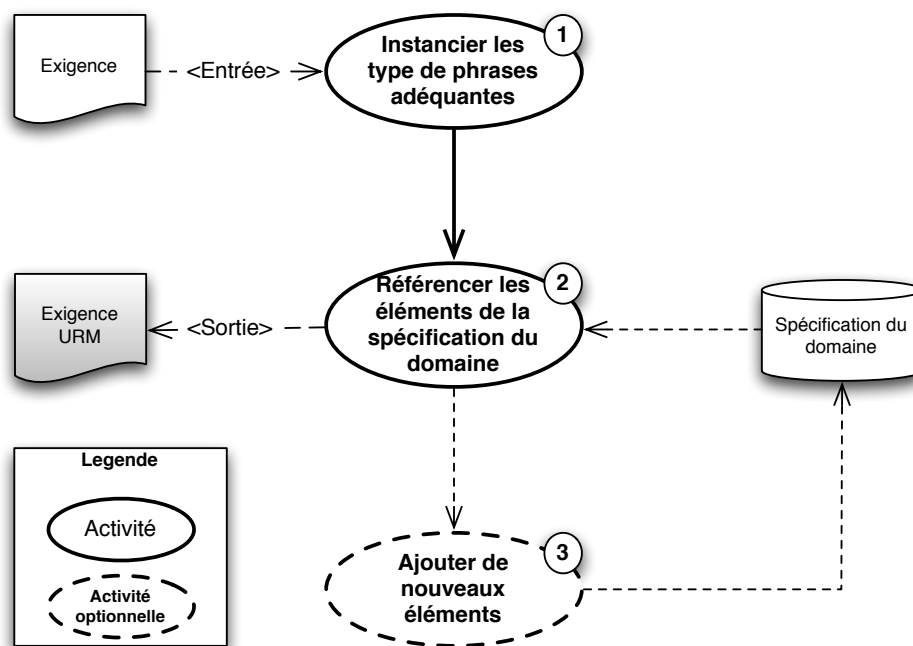 Exigence
<Entrée>
1
Instancier les
type de phrases
adéquantes
2
Référencer les
éléments de la
spécification du
domaine
Exigence
URM
<Sortie>
Spécification du
domaine
3
Ajouter de
nouveaux
éléments
Legende
Activité
Activité
optionnelle